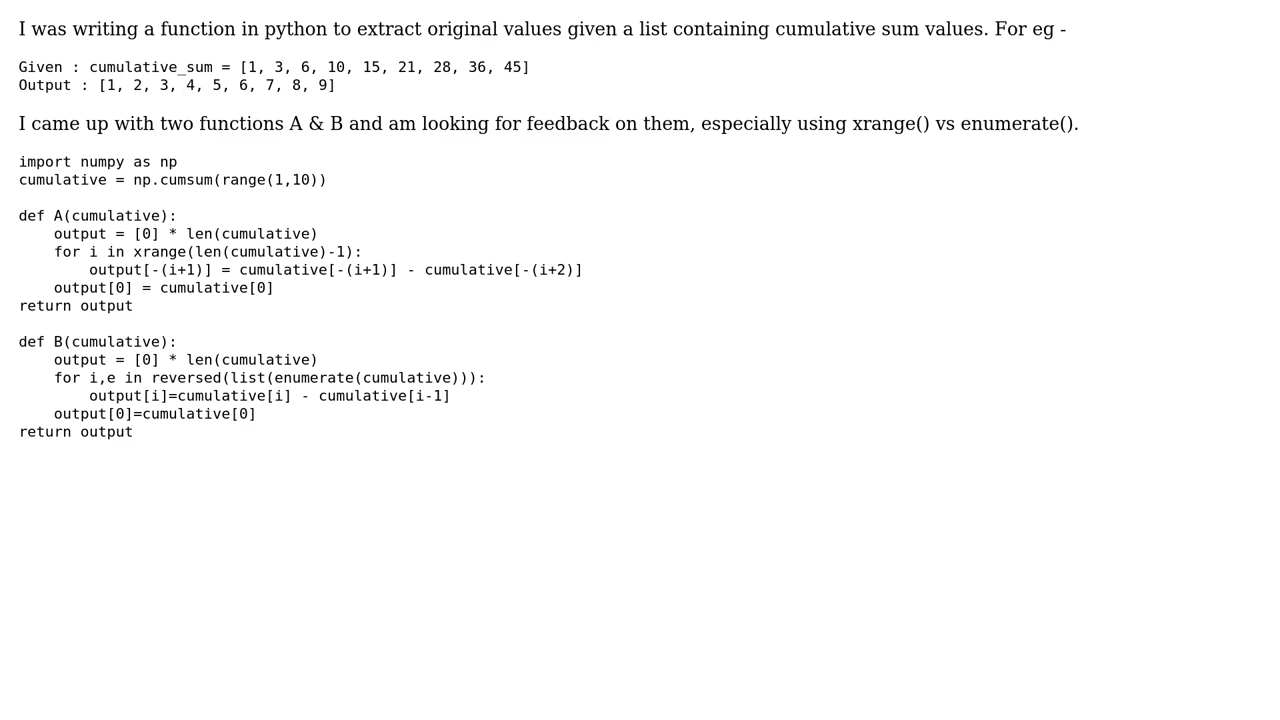 I was writing a function in python to extract original values given a list containing cumulative sum values. For eg -
Given : cumulative_sum = [1, 3, 6, 10, 15, 21, 28, 36, 45]
Output : [1, 2, 3, 4, 5, 6, 7, 8, 9]
I came up with two functions A & B and am looking for feedback on them, especially using xrange() vs enumerate().
import numpy as np
cumulative = np.cumsum(range(1,10))
def A(cumulative):
    output = [0] * len(cumulative)
    for i in xrange(len(cumulative)-1):
        output[-(i+1)] = cumulative[-(i+1)] - cumulative[-(i+2)]
    output[0] = cumulative[0]
return output
def B(cumulative):
    output = [0] * len(cumulative)
    for i,e in reversed(list(enumerate(cumulative))):
        output[i]=cumulative[i] - cumulative[i-1]
    output[0]=cumulative[0]
return output